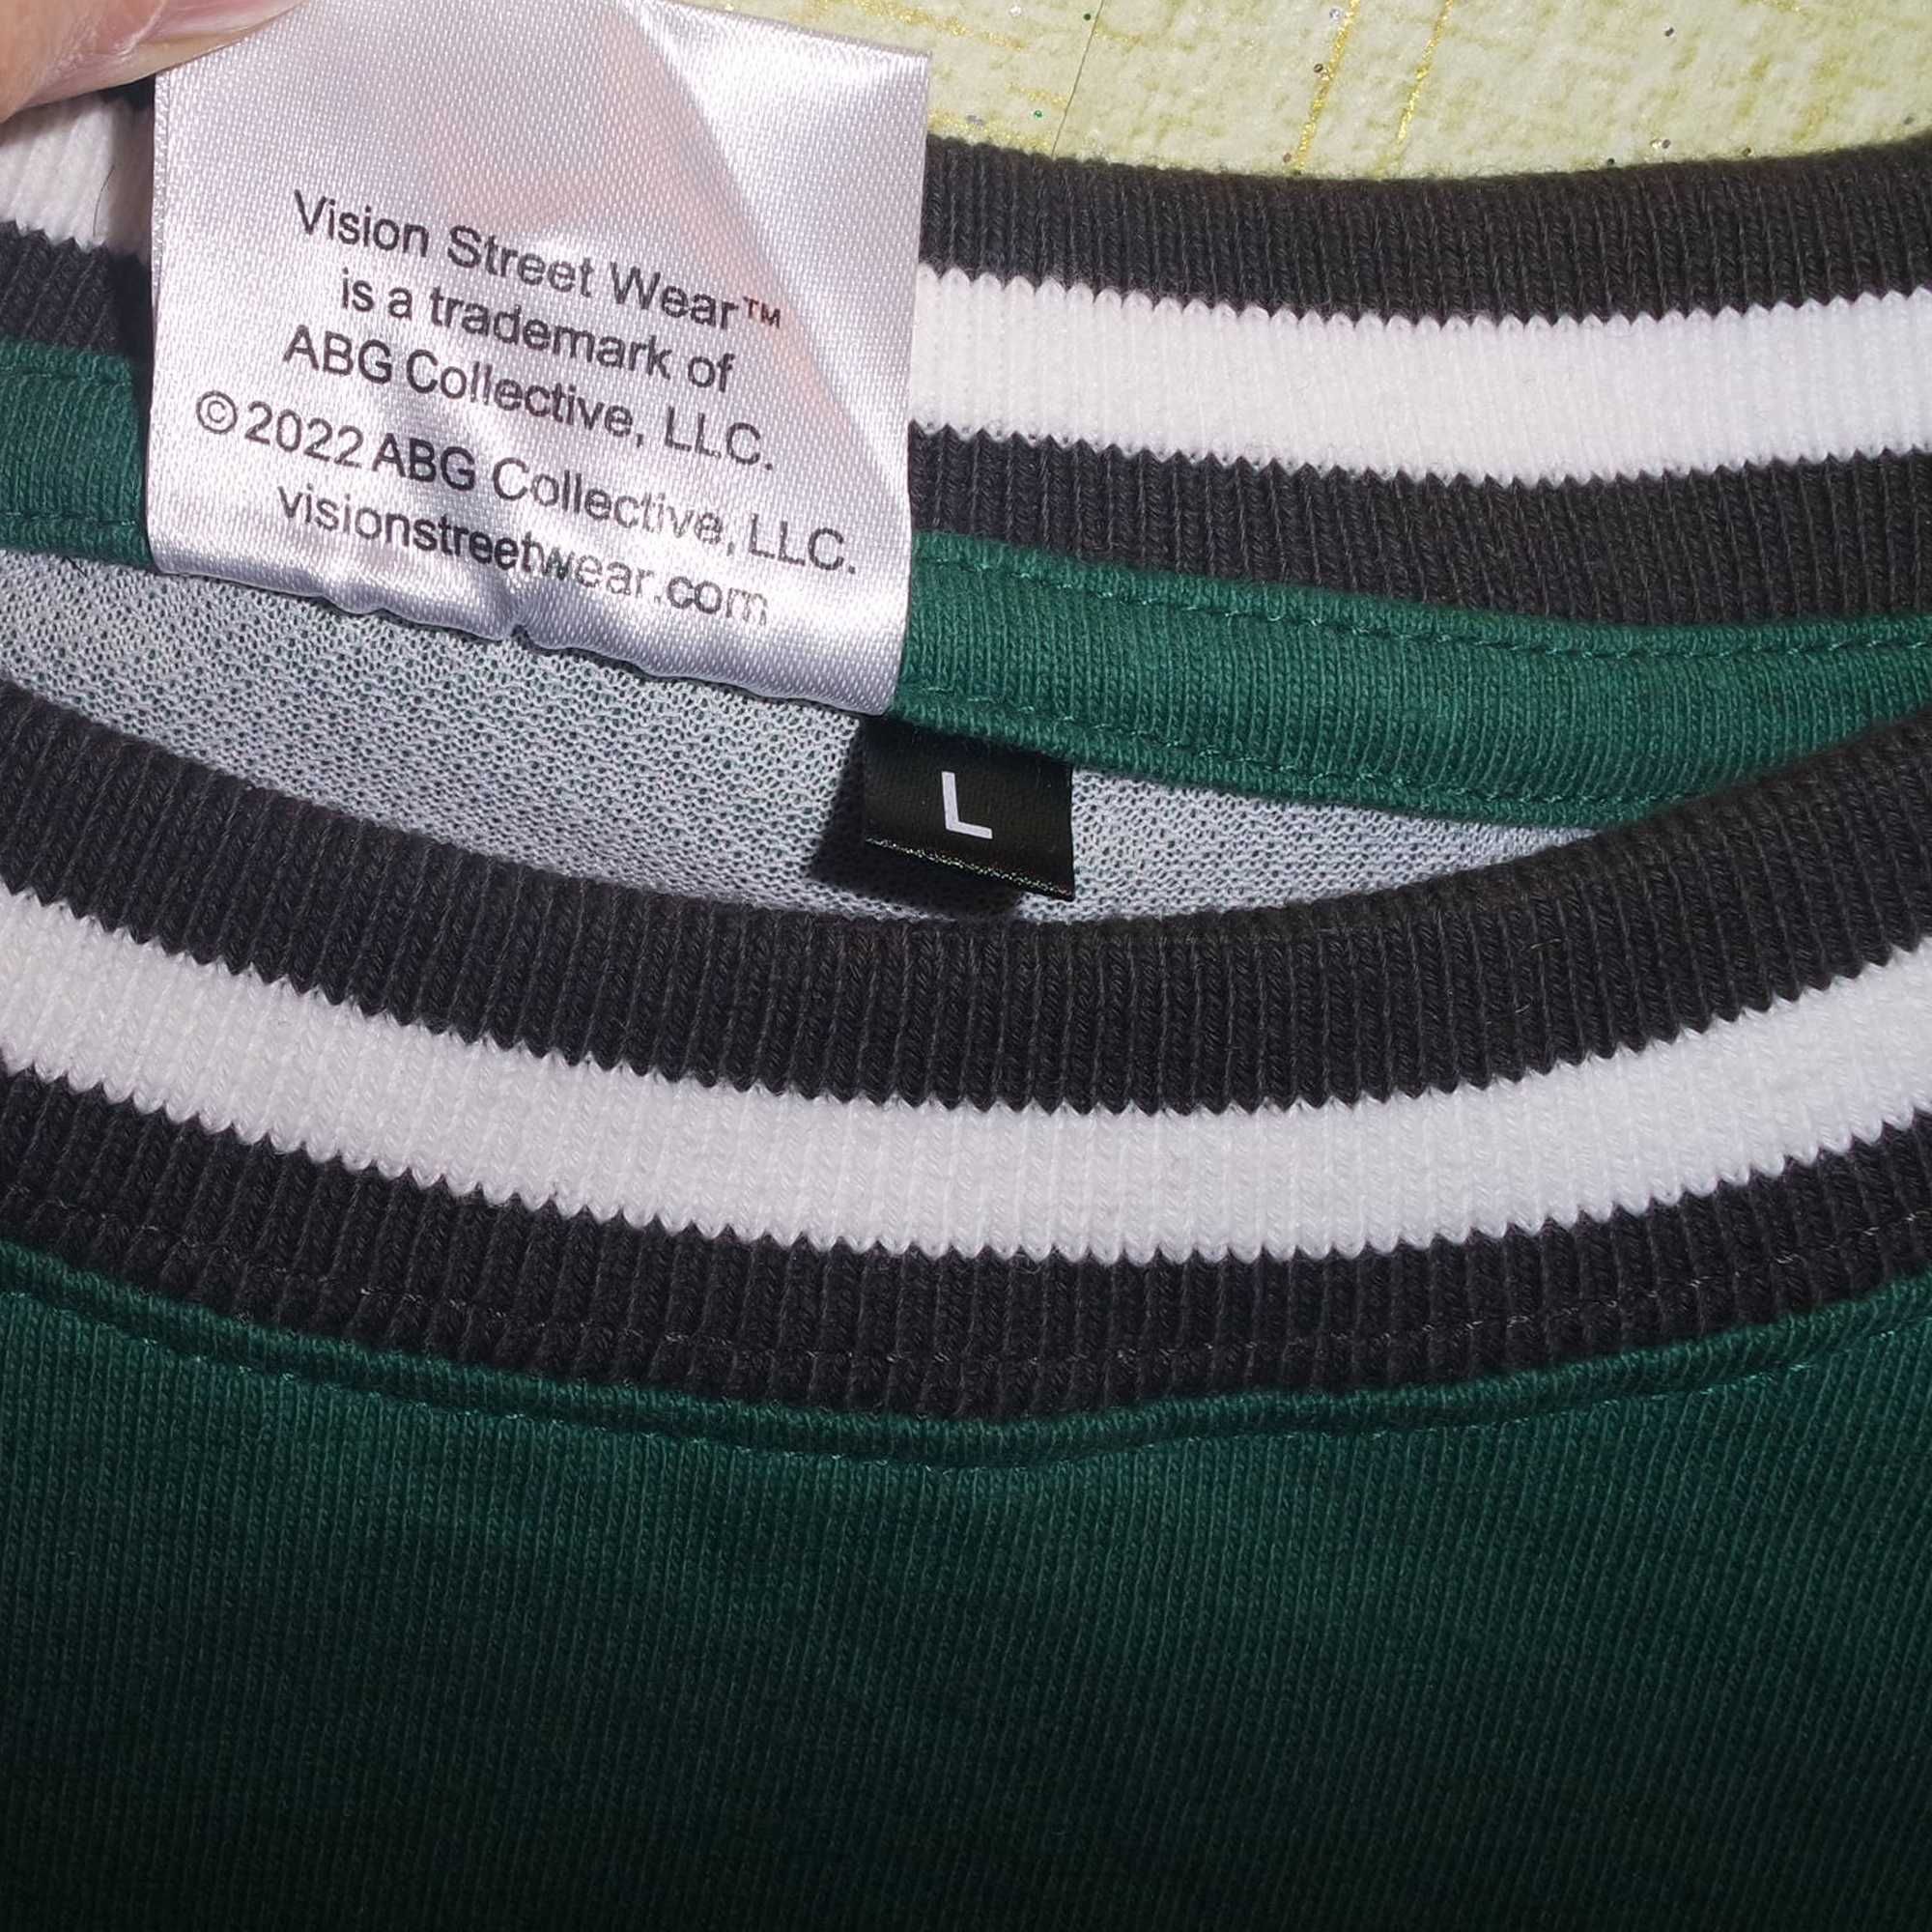 Vision Street Wear™
is a trademark of
ABG Collective, LLC.
©2022 ABG Collective, LLC.
visionstreetwear.com
L